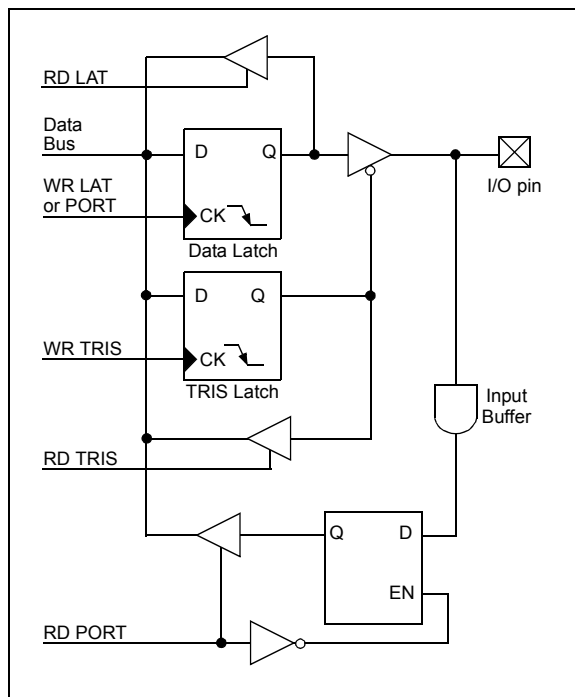 RD LAT
Data
Bus
D
Q
WR LAT
or PORT
CK
Data Latch
I/O pin
D
Q
WR TRIS
CK
TRIS Latch
Input
Buffer
RD TRIS
Q
D
EN
RD PORT